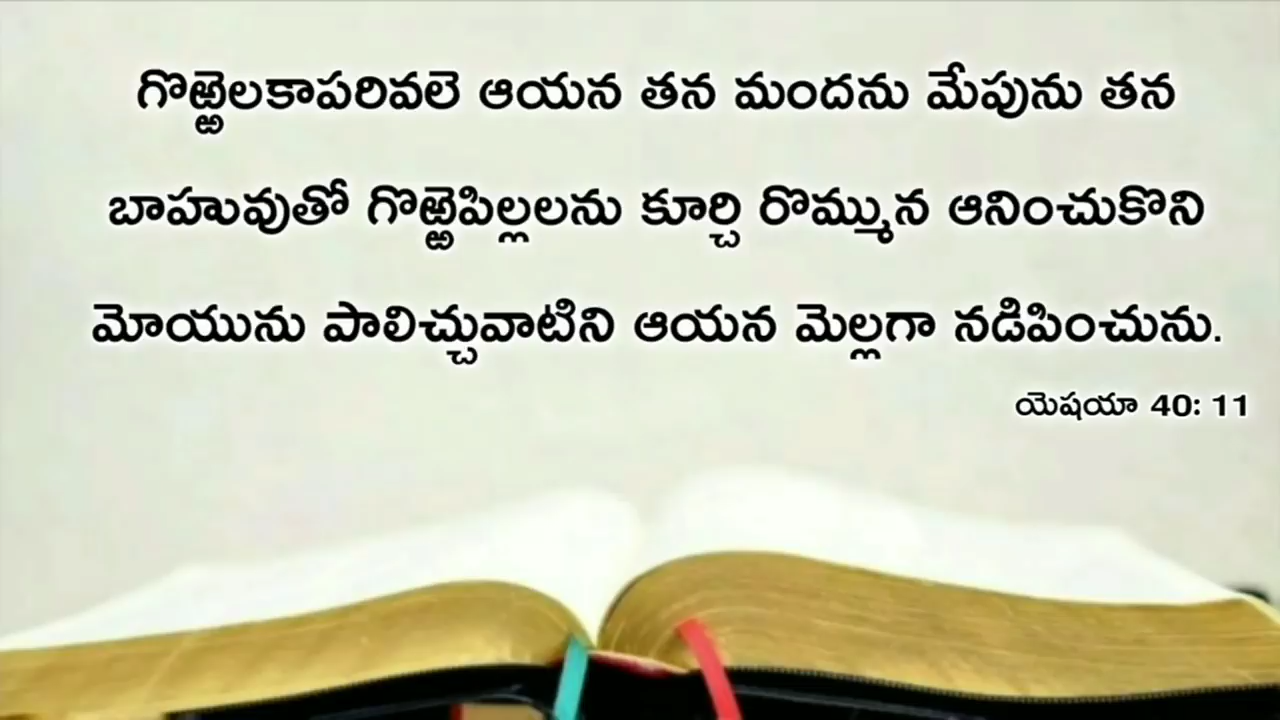 గొఱ్ఱెలకాపరివలె ఆయన తన మందను మేపును తన
బాహువుతో గొఱ్ఱెపిల్లలను కూర్చి రొమ్మున ఆనించుకొని
మోయును పాలిచ్చువాటిని ఆయన మెల్లగా నడిపించును.
యెషయా 40: 11